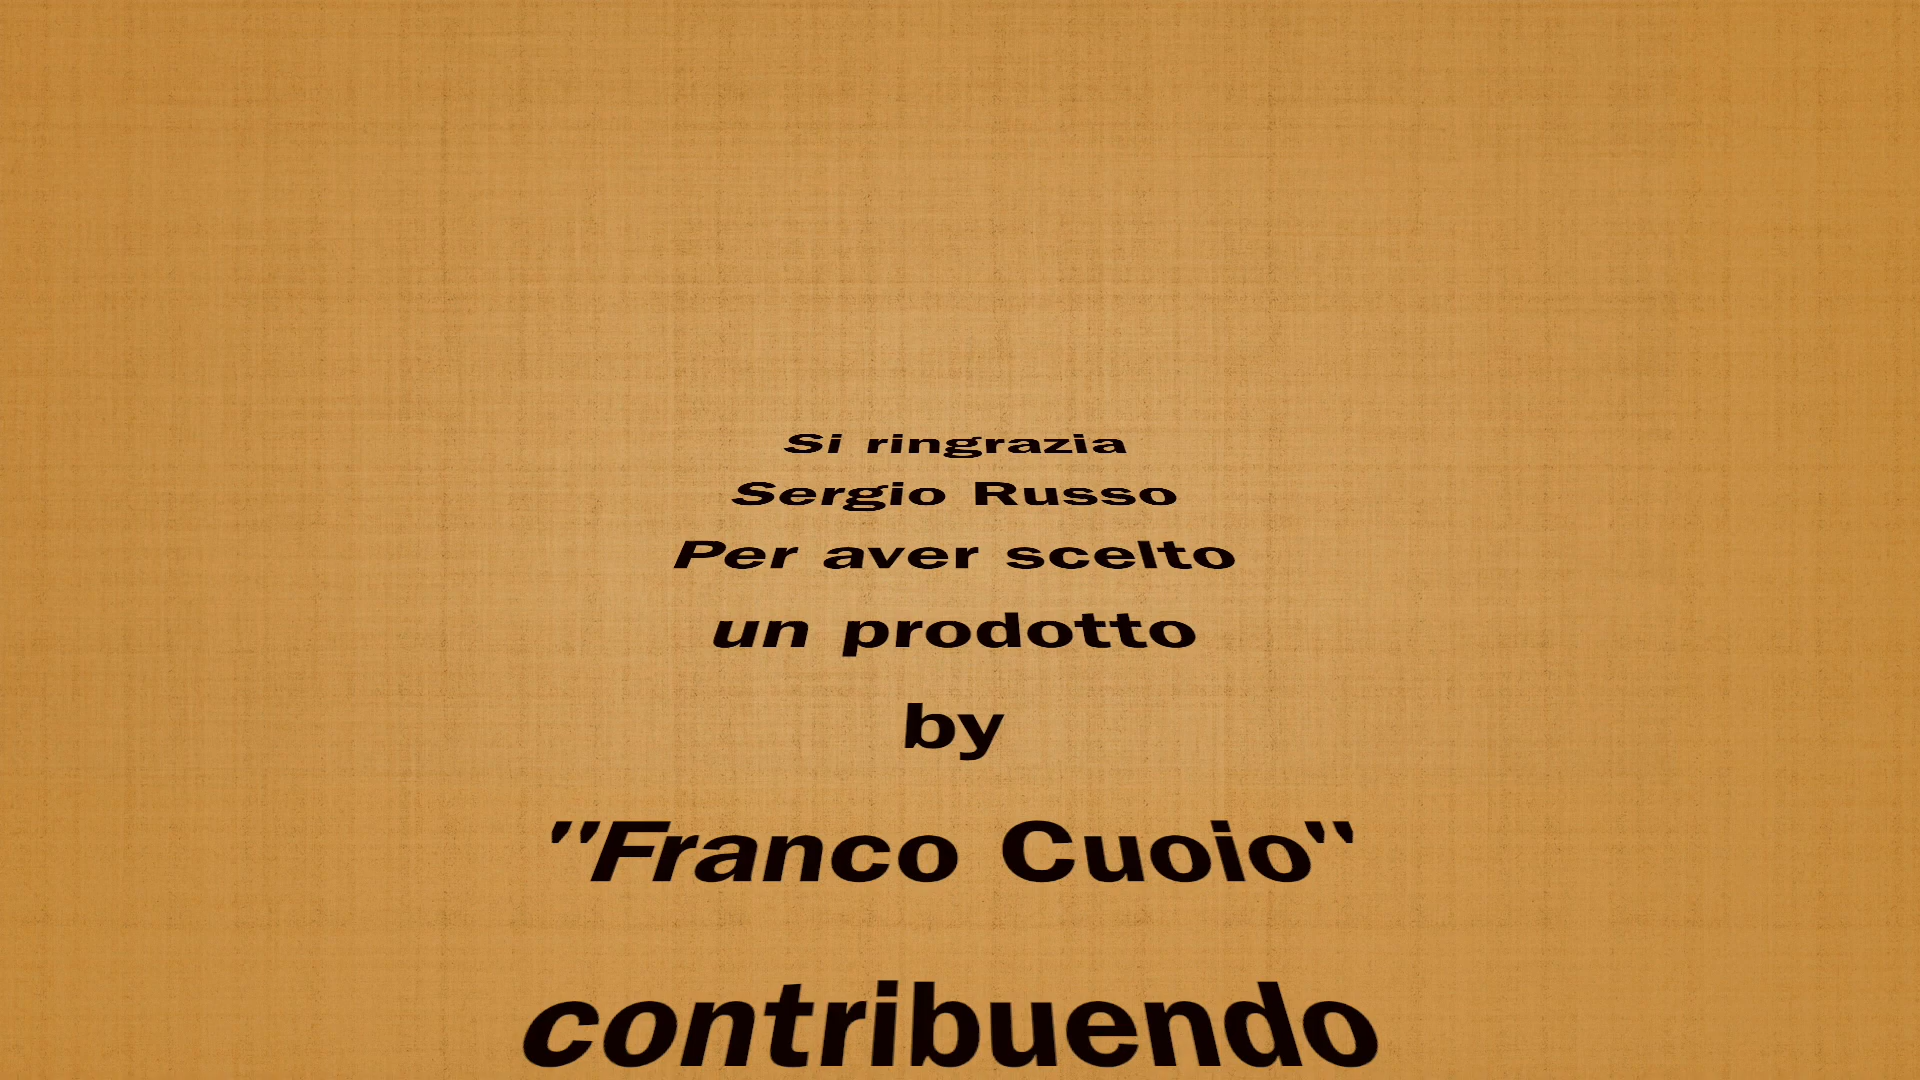 Si ringrazia
Sergio Russo
Per aver scelto
un prodotto
by
"Franco Cuoio"
contribuendo